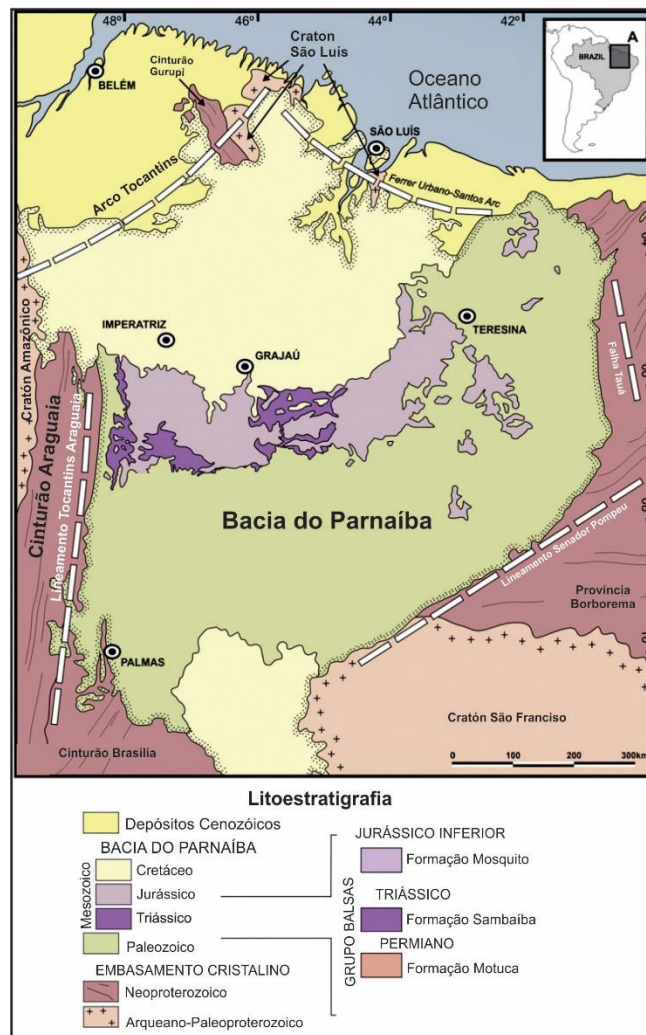 48°
46°
44°
42°
Craton
São Luís
A
BRAZIL
Cinturão
Gurupi
BELÉM
Oceano
Atlântico
SÃO LUÍS
Arco Tocantins
Ferrer Urbano-Santos Arc
Cratón Amazônico
IMPERATRIZ
GRAJAÚ
TERESINA
Falha Tauá
Cinturão Araguaia
Lineamento Tocantins Araguaia
Bacia do Parnaíba
Lineamento Senador Pompeu
Província
Borborema
PALMAS
Cratón São Franciso
Cinturão Brasília
0 100 200 300km
Litoestratigrafia
Depósitos Cenozóicos
BACIA DO PARNAÍBA
Mesozoico
Cretáceo
Jurássico
Triássico
Paleozoico
EMBASAMENTO CRISTALINO
Neoproterozoico
Arqueano-Paleoproterozoico
JURÁSSICO INFERIOR
Formação Mosquito
GRUPO BALSAS
TRIÁSSICO
Formação Sambaíba
PERMIANO
Formação Motuca